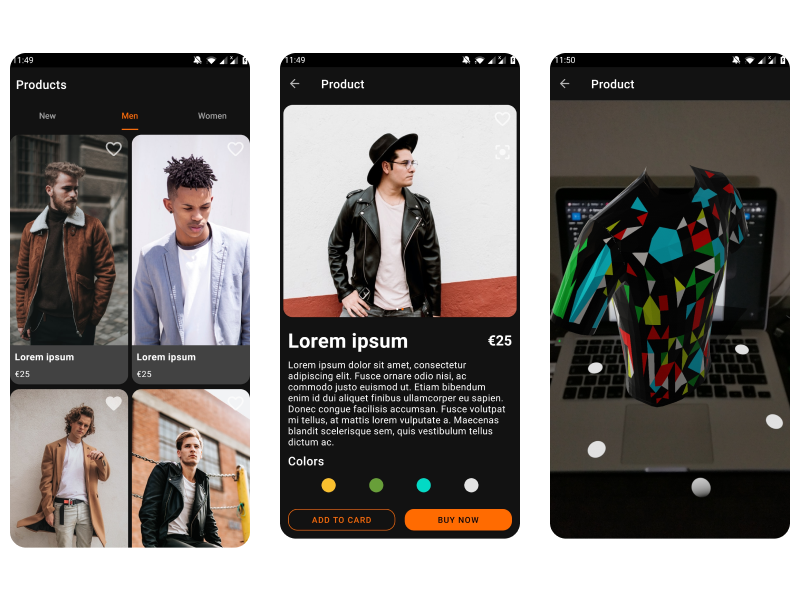 11:49
Products
New
Men
Women
Lorem ipsum
€25
Lorem ipsum
€25
11:49
Product
Lorem ipsum
€25
Lorem ipsum dolor sit amet, consectetur
adipiscing elit. Fusce ornare odio nisi, ac
commodo justo euismod ut. Etiam bibendum
enim id dui aliquet finibus ullamcorper eu sapien.
Donec congue facilisis accumsan. Fusce volutpat
mi tellus, at mattis lorem vulputate a. Maecenas
blandit scelerisque sem, quis vestibulum tellus
dictum ac.
Colors
ADD TO CARD
BUY NOW
11:50
Product